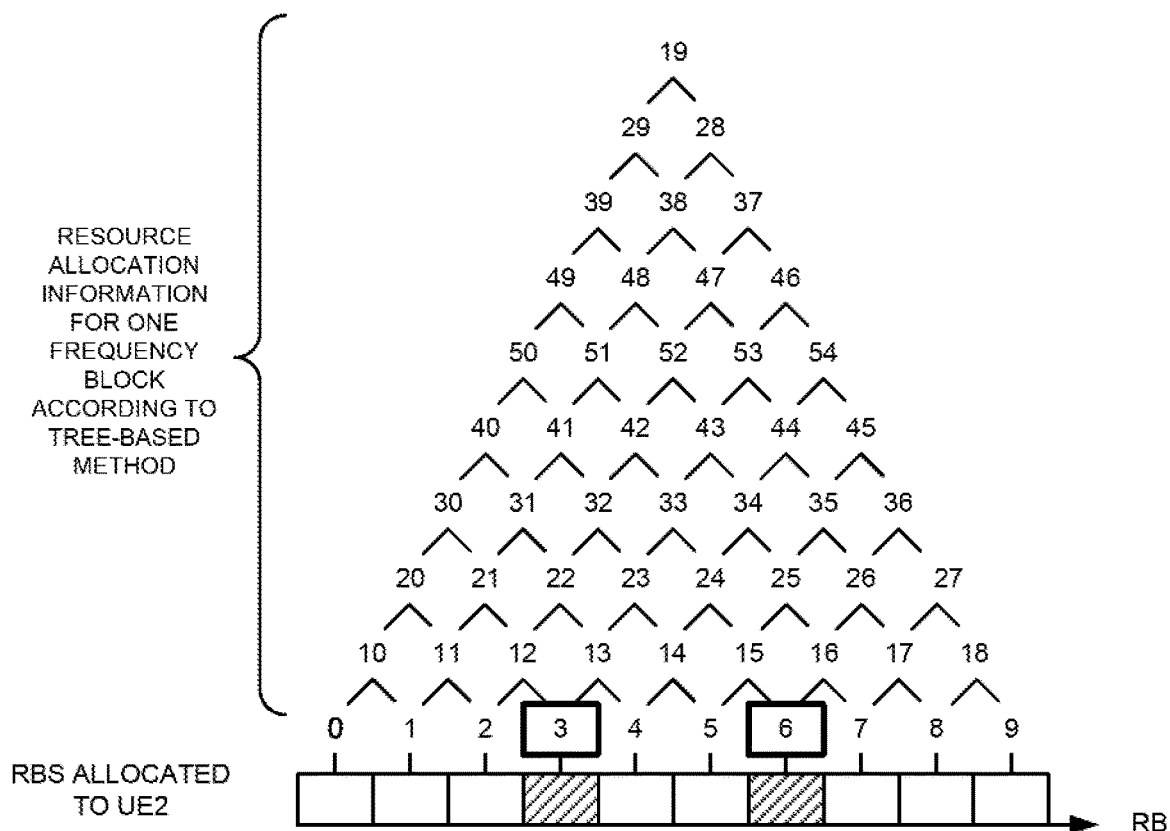 19
29 28
39 38 37
49 48 47 46
50 51 52 53 54
40 41 42 43 44 45
30 31 32 33 34 35 36
20 21 22 23 24 25 26 27
10 11 12 13 14 15 16 17 18
0 1 2 3 4 5 6 7 8 9
RESOURCE
ALLOCATION
INFORMATION
FOR ONE
FREQUENCY
BLOCK
ACCORDING TO
TREE-BASED
METHOD
RBS ALLOCATED
TO UE2
RB